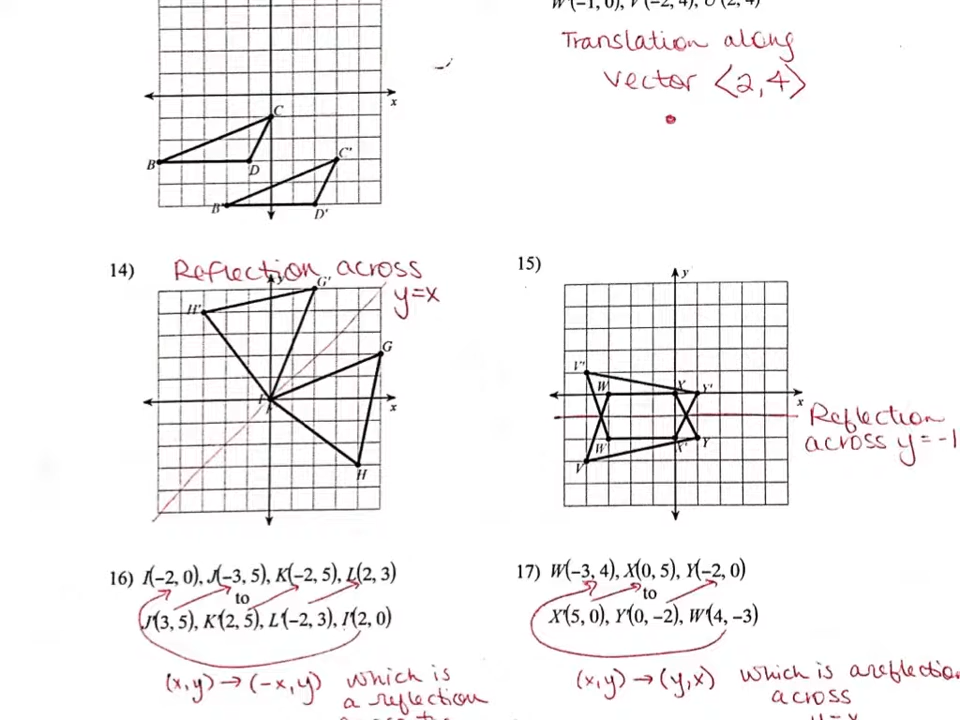 W(-1, 0), V(-2, 4), U(2, 4)
Translation along
vector ⟨2, 4⟩
x
C
B
D
C'
B'
D'
14) Reflection across
y=x
y
G'
H'
G
x
H
15)
y
V'
W
X
Y'
x
Reflection
across y=-1
W'
X'
Y
V
16) I(-2, 0), J(-3, 5), K(-2, 5), L(2, 3)
to
J'(3, 5), K'(2, 5), L'(-2, 3), I'(2, 0)
(x,y) → (-x,y) which is
a reflection
17) W(-3, 4), X(0, 5), Y(-2, 0)
to
X'(5, 0), Y'(0, -2), W'(4, -3)
(x,y) → (y,x) which is a reflection
across
y=x